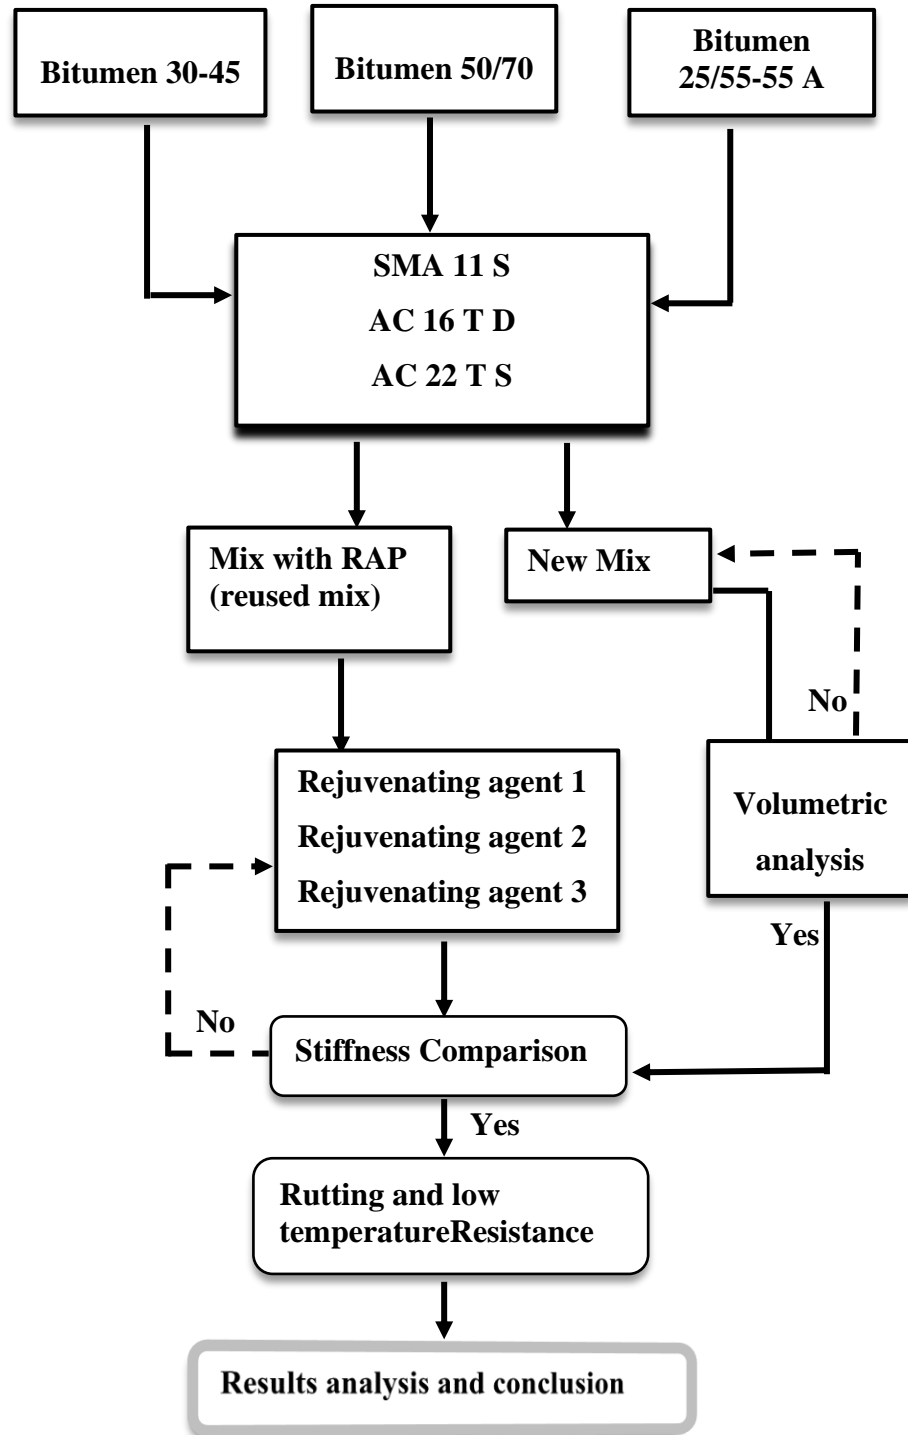 Bitumen 30-45
Bitumen 50/70
Bitumen
25/55-55 A
SMA 11 S
AC 16 T D
AC 22 T S
Mix with RAP
(reused mix)
New Mix
No
Rejuvenating agent 1
Rejuvenating agent 2
Rejuvenating agent 3
Volumetric
analysis
Yes
No
Stiffness Comparison
Yes
Rutting and low
temperatureResistance
Results analysis and conclusion